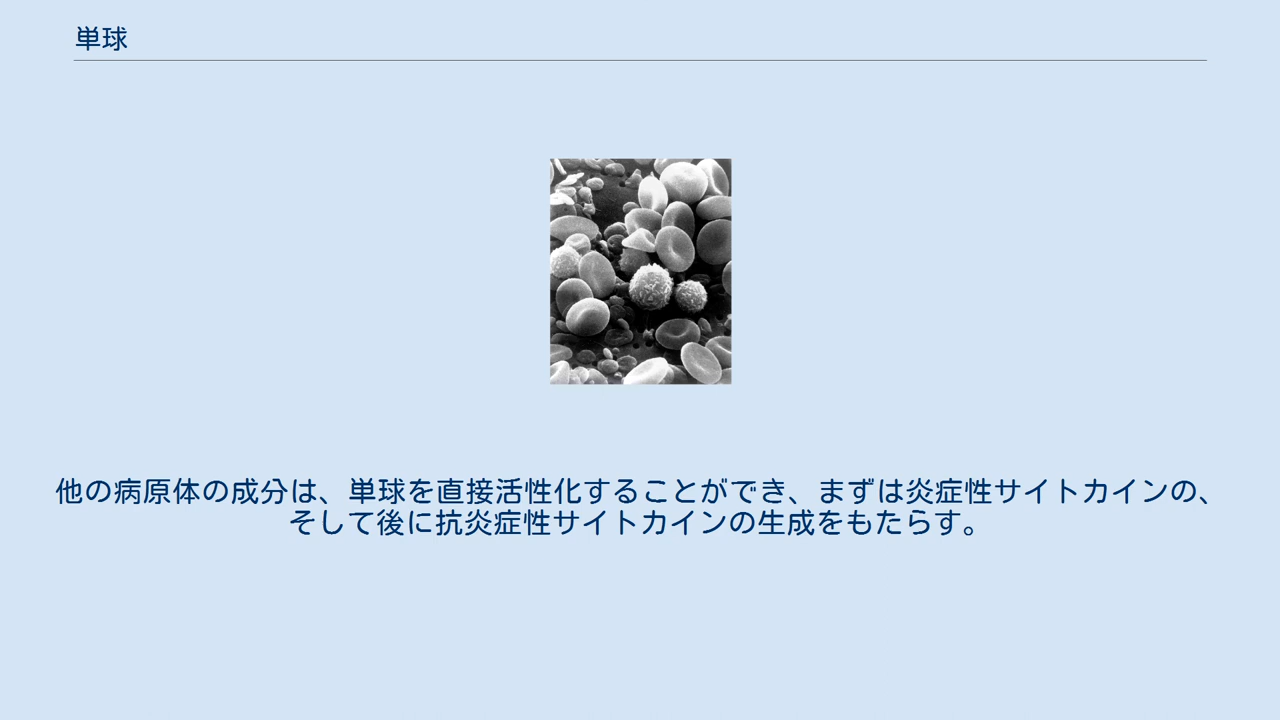 単球
他の病原体の成分は、単球を直接活性化することができ、まずは炎症性サイトカインの、
そして後に抗炎症性サイトカインの生成をもたらす。